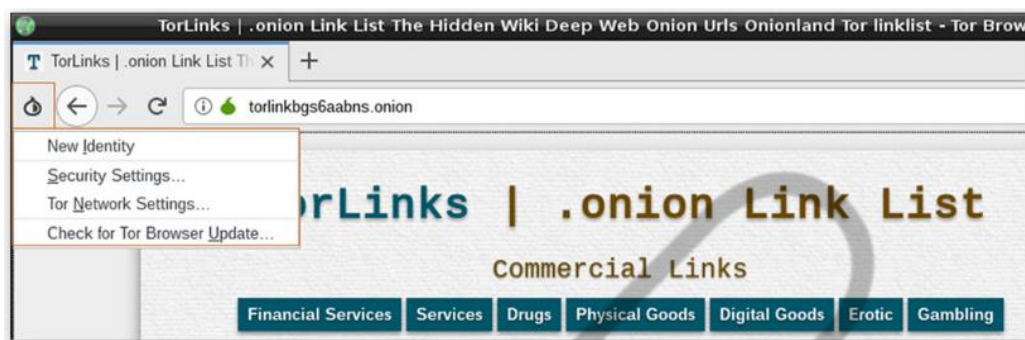 TorLinks | .onion Link List The Hidden Wiki Deep Web Onion Urls Onionland Tor linklist - Tor Brow
T TorLinks | .onion Link List Th × +
torlinkbgs6aabns.onion
New Identity
Security Settings...
Tor Network Settings...
Check for Tor Browser Update...
orLinks | .onion Link List
Commercial Links
Financial Services Services Drugs Physical Goods Digital Goods Erotic Gambling